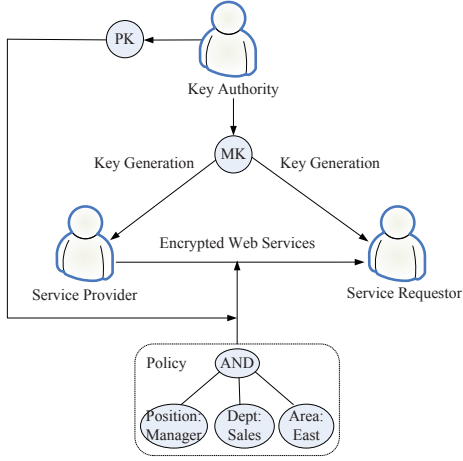 PK
Key Authority
MK
Key Generation
Key Generation
Encrypted Web Services
Service Provider
Service Requestor
Policy
AND
Position:
Manager
Dept:
Sales
Area:
East